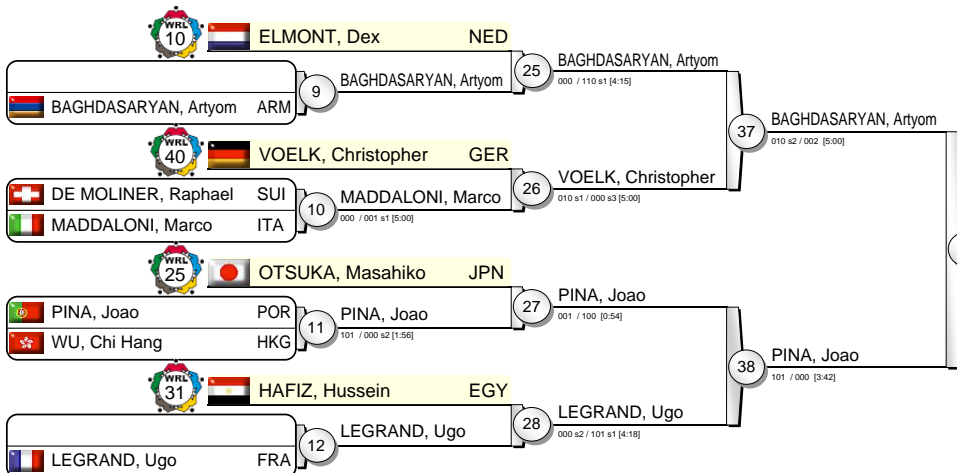 WRL
10
ELMONT, Dex NED
BAGHDASARYAN, Artyom ARM
9
BAGHDASARYAN, Artyom
25
BAGHDASARYAN, Artyom
000 / 110 s1 [4:15]
WRL
40
VOELK, Christopher GER
DE MOLINER, Raphael SUI
MADDALONI, Marco ITA
10
MADDALONI, Marco
000 / 001 s1 [5:00]
26
VOELK, Christopher
010 s1 / 000 s3 [5:00]
37
BAGHDASARYAN, Artyom
010 s2 / 002 [5:00]
WRL
25
OTSUKA, Masahiko JPN
PINA, Joao POR
WU, Chi Hang HKG
11
PINA, Joao
101 / 000 s2 [1:56]
27
PINA, Joao
001 / 100 [0:54]
WRL
31
HAFIZ, Hussein EGY
LEGRAND, Ugo FRA
12
LEGRAND, Ugo
28
LEGRAND, Ugo
000 s2 / 101 s1 [4:18]
38
PINA, Joao
101 / 000 [3:42]